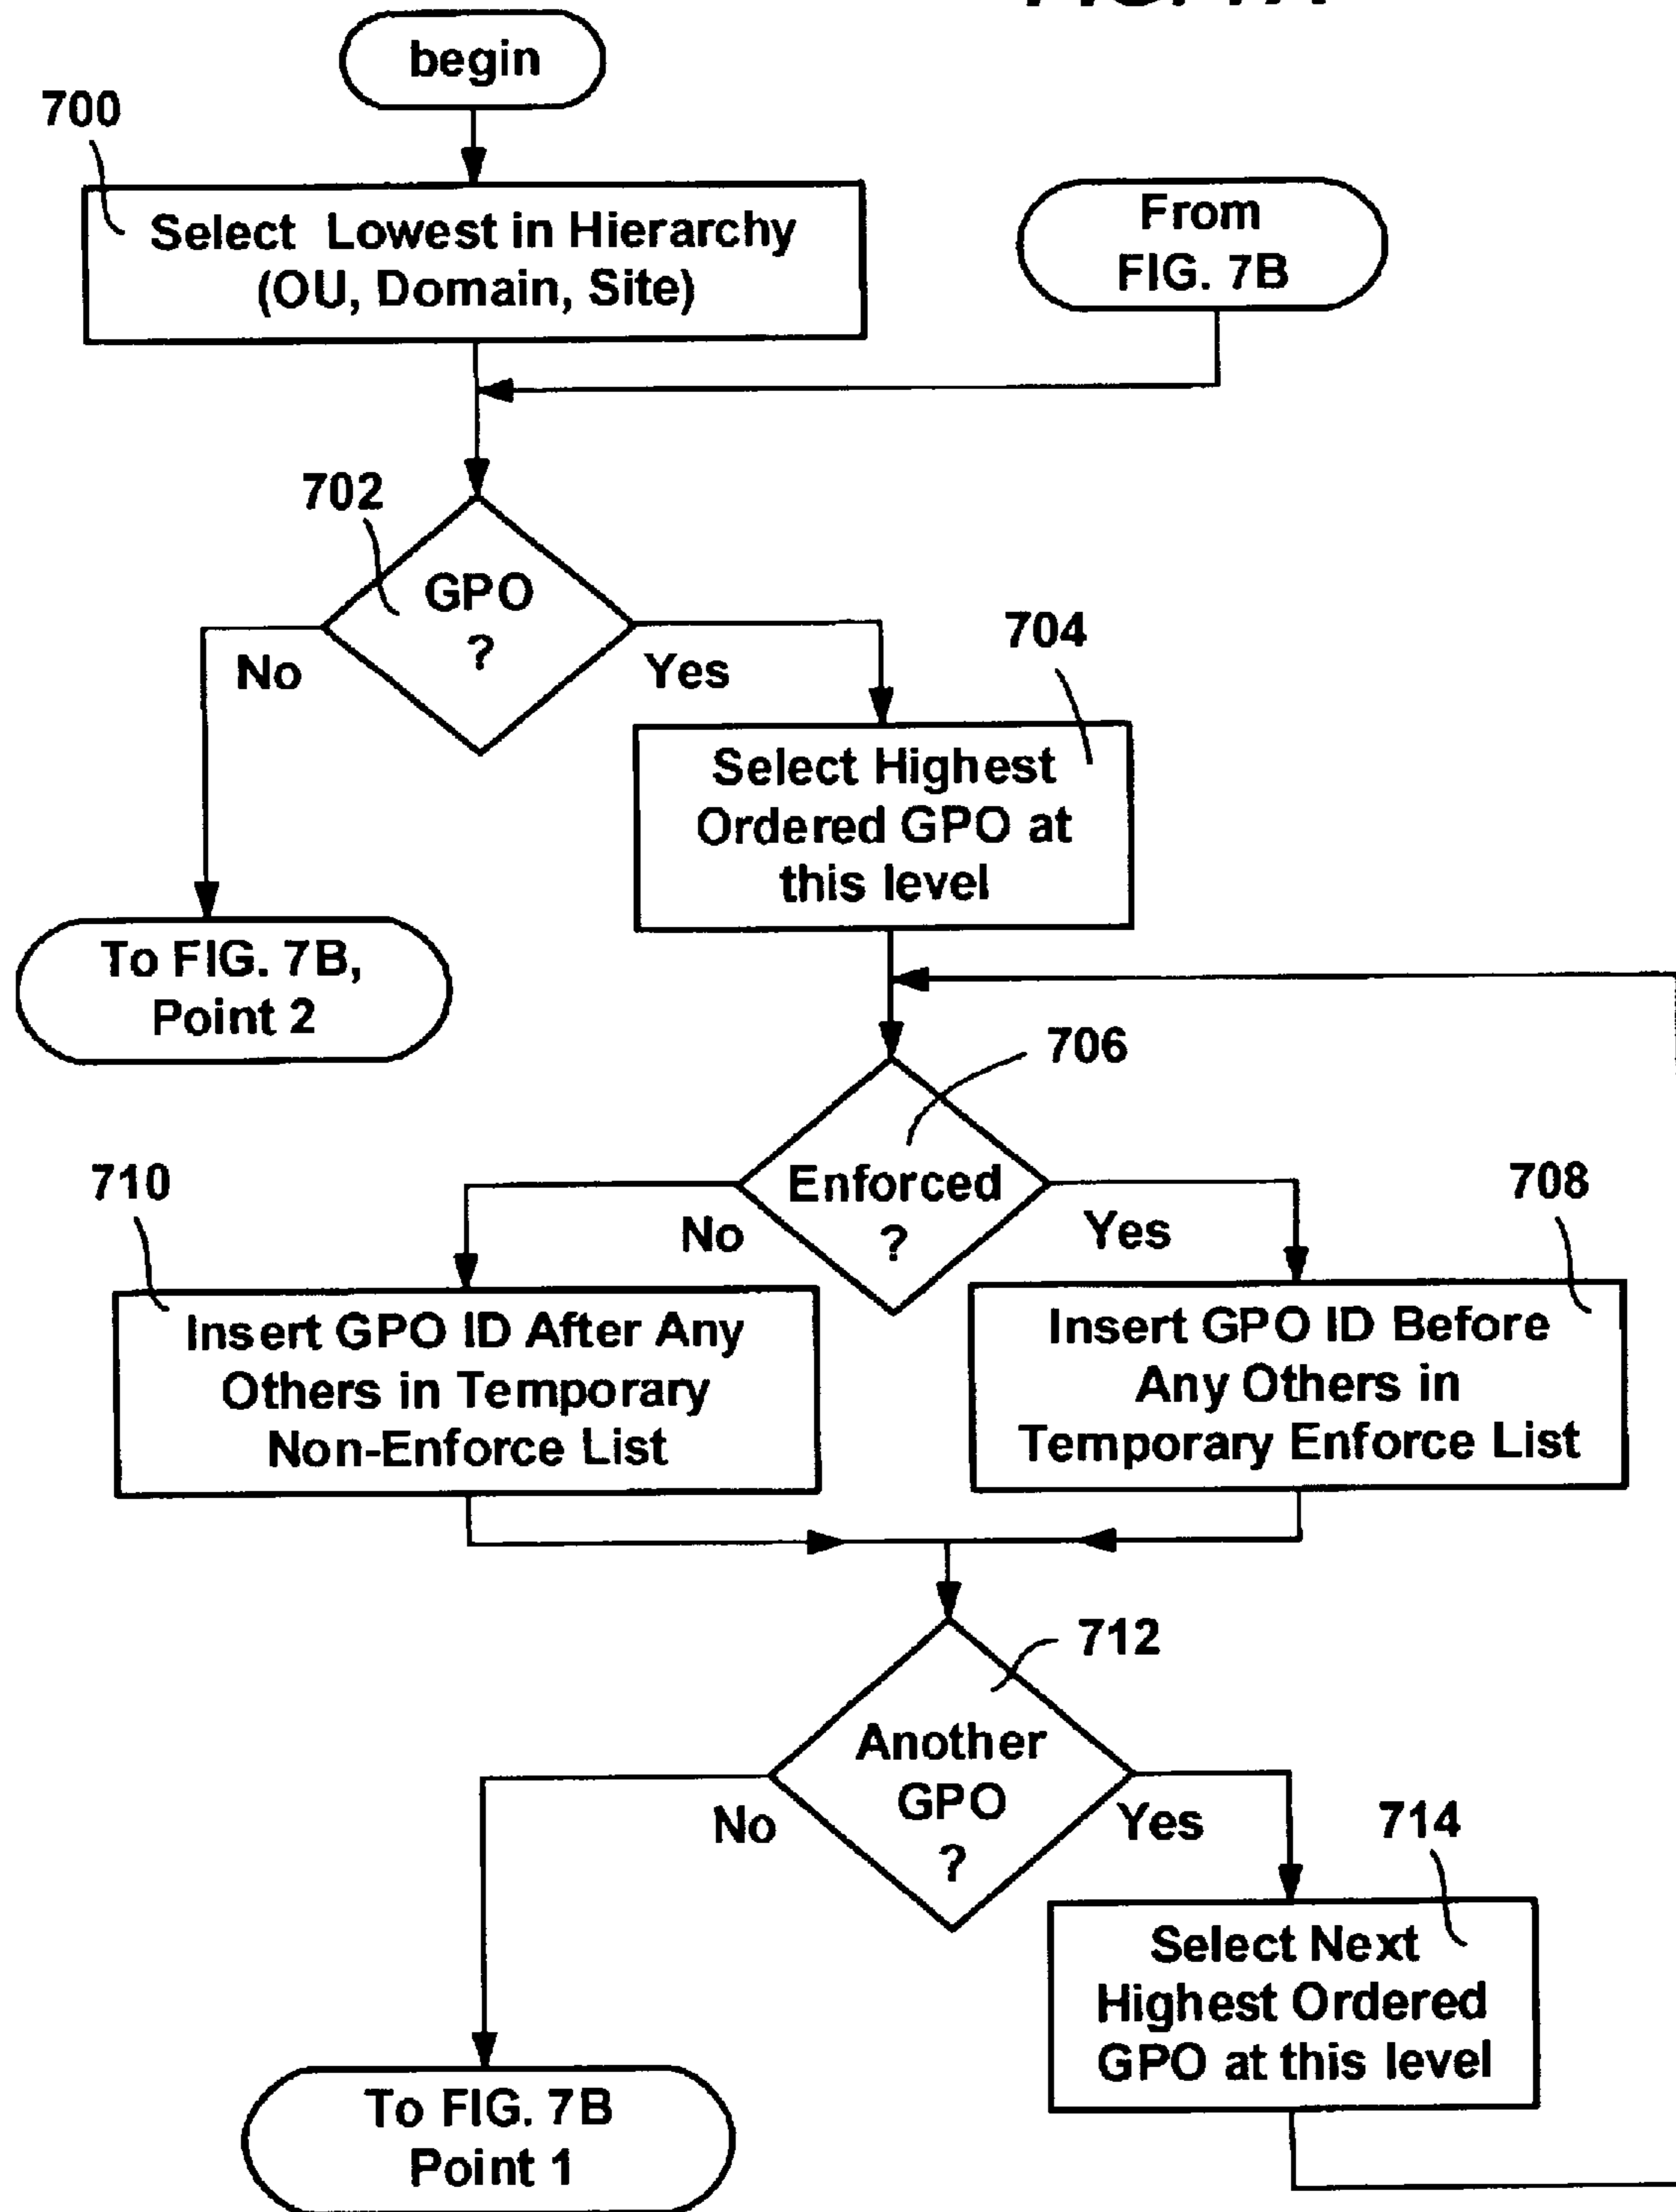 begin
700
Select Lowest in Hierarchy
(OU, Domain, Site)
From
FIG. 7B
702
GPO
?
No
Yes
704
Select Highest
Ordered GPO at
this level
To FIG. 7B,
Point 2
706
Enforced
?
No
Yes
710
708
Insert GPO ID After Any
Others in Temporary
Non-Enforce List
Insert GPO ID Before
Any Others in
Temporary Enforce List
712
Another
GPO
?
No
Yes
714
Select Next
Highest Ordered
GPO at this level
To FIG. 7B
Point 1